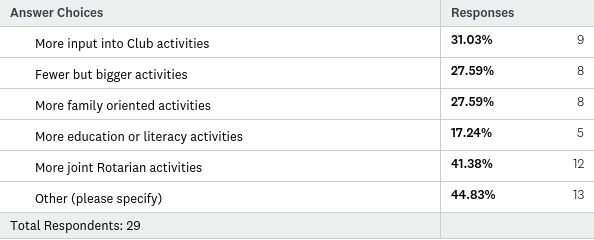 Answer Choices Responses
More input into Club activities 31.03% 9
Fewer but bigger activities 27.59% 8
More family oriented activities 27.59% 8
More education or literacy activities 17.24% 5
More joint Rotarian activities 41.38% 12
Other (please specify) 44.83% 13
Total Respondents: 29